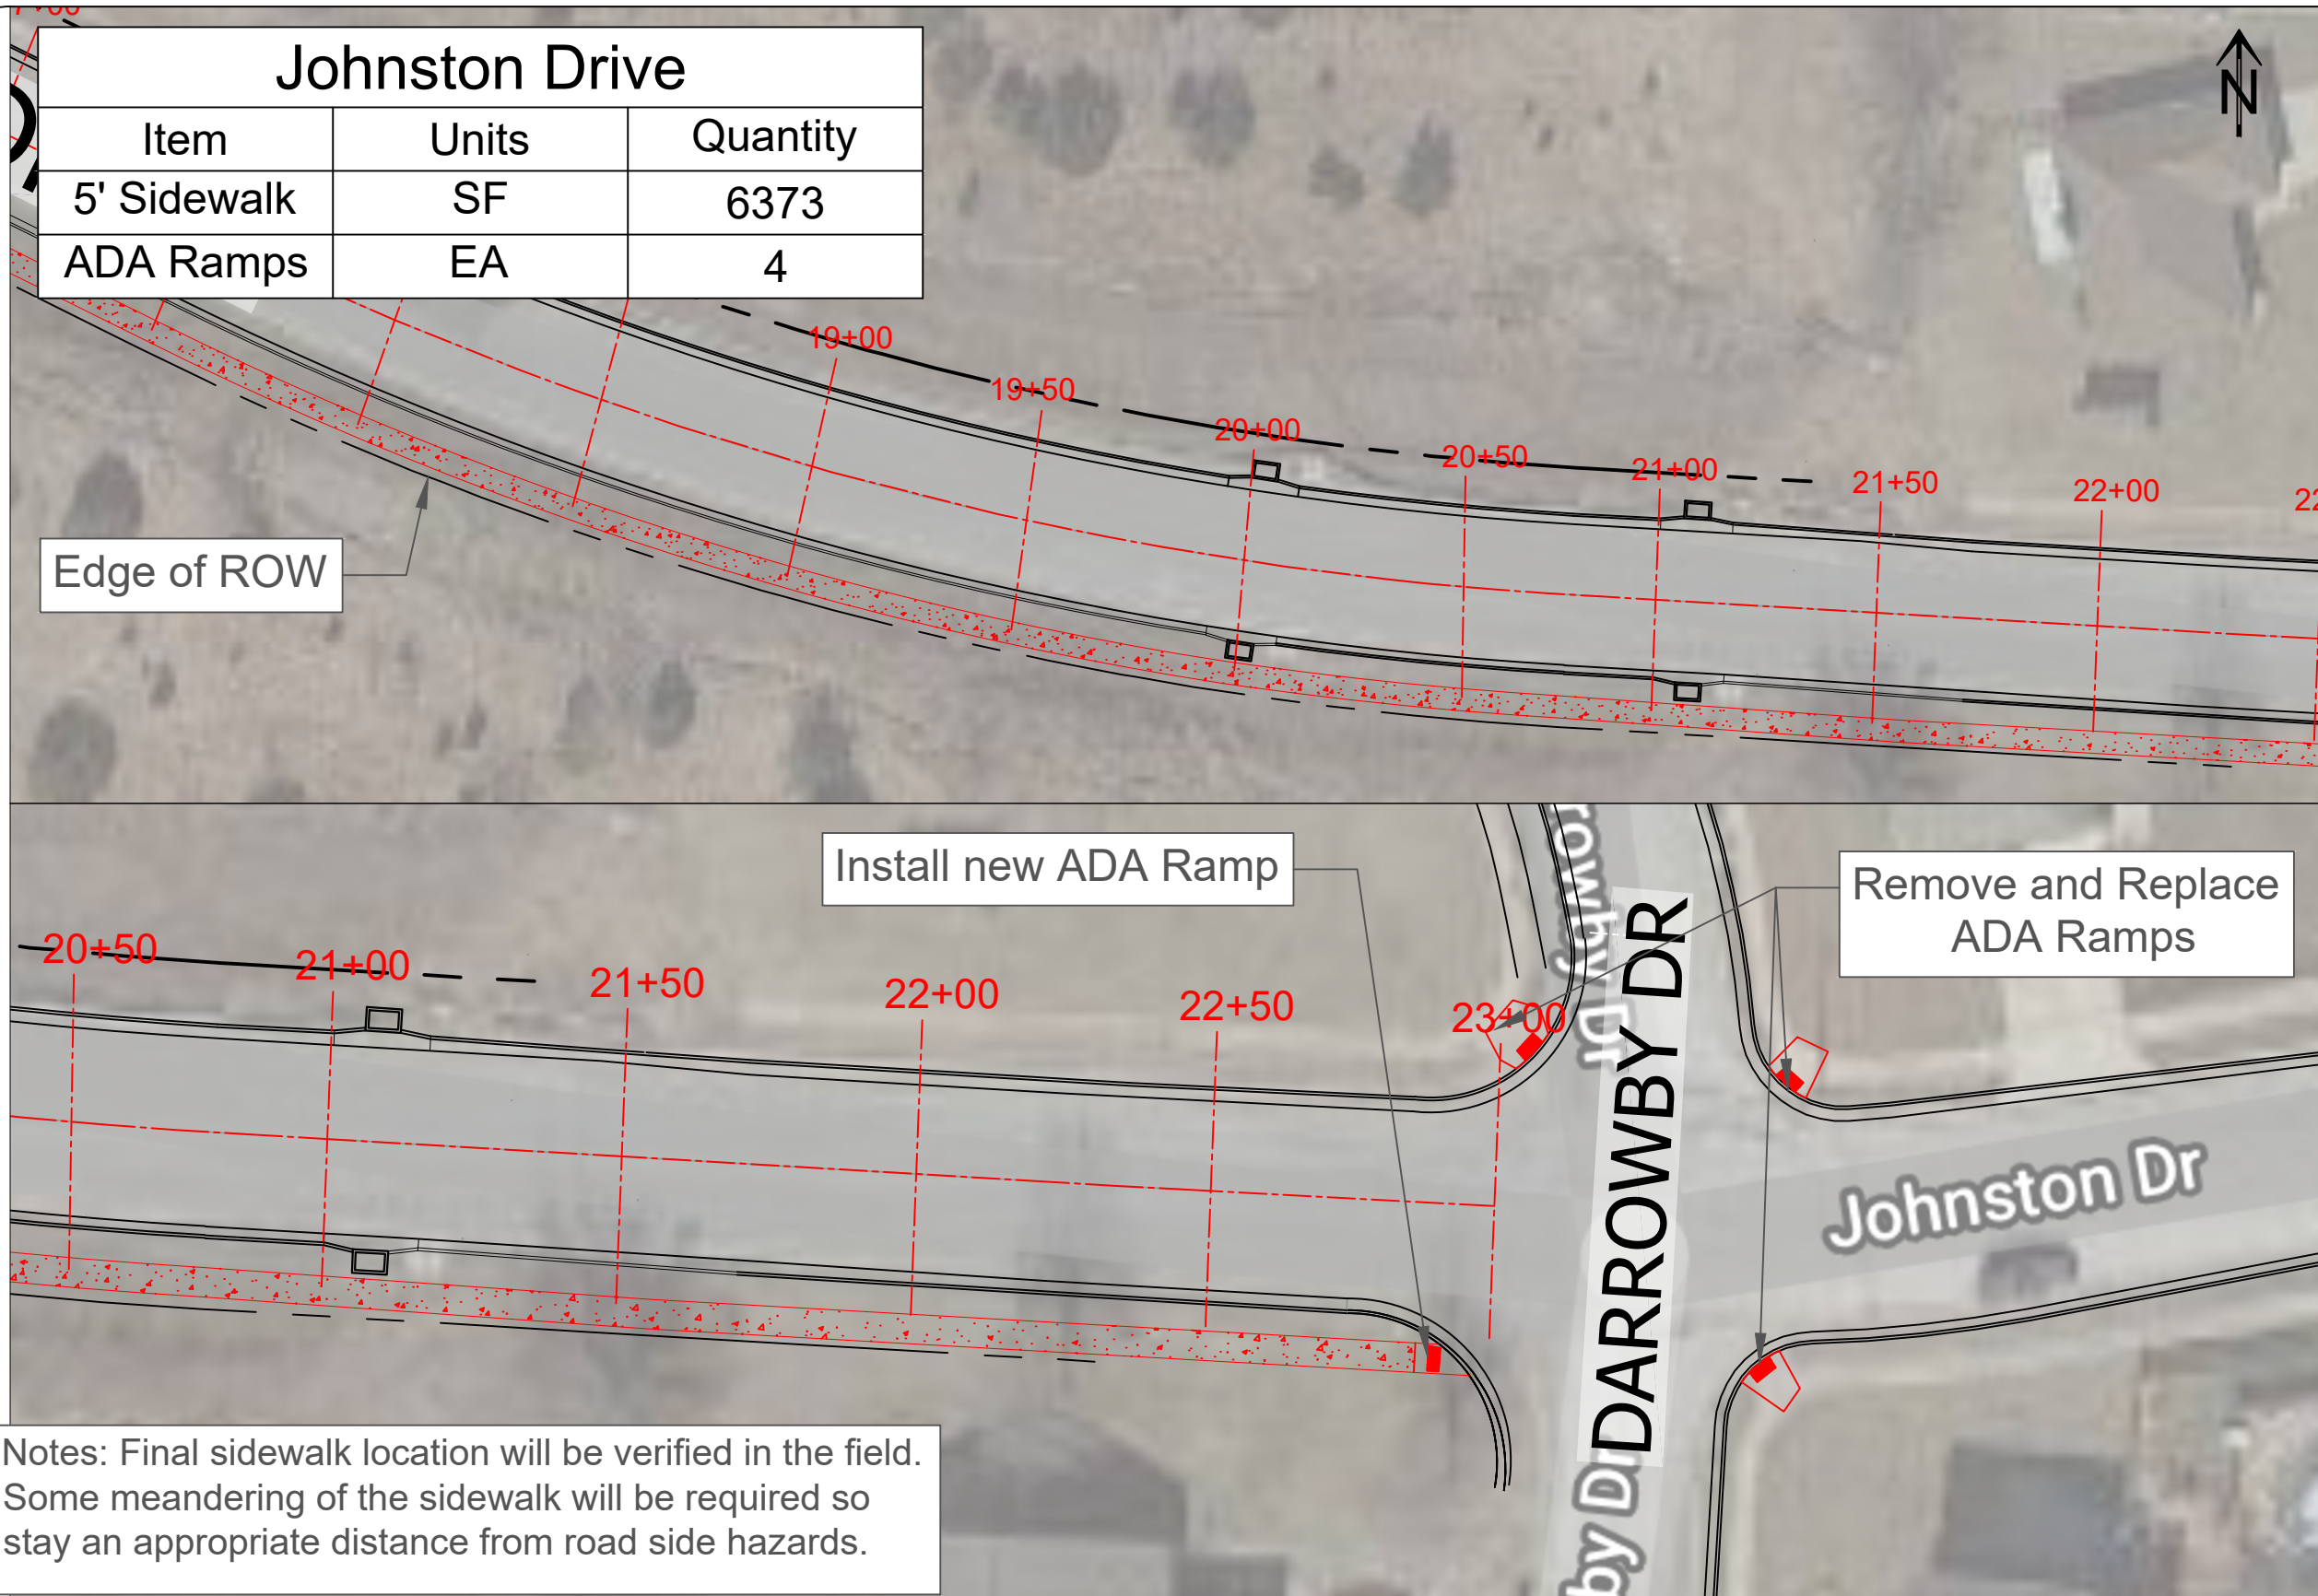 Johnston Drive
Item Units Quantity
5' Sidewalk SF 6373
ADA Ramps EA 4
N
19+00
19+50
20+00
20+50
21+00
21+50
22+00
Edge of ROW
Install new ADA Ramp
Remove and Replace
ADA Ramps
20+50
21+00
21+50
22+00
22+50
23+00
DARROWBY DR
Johnston Dr
Notes: Final sidewalk location will be verified in the field.
Some meandering of the sidewalk will be required so
stay an appropriate distance from road side hazards.